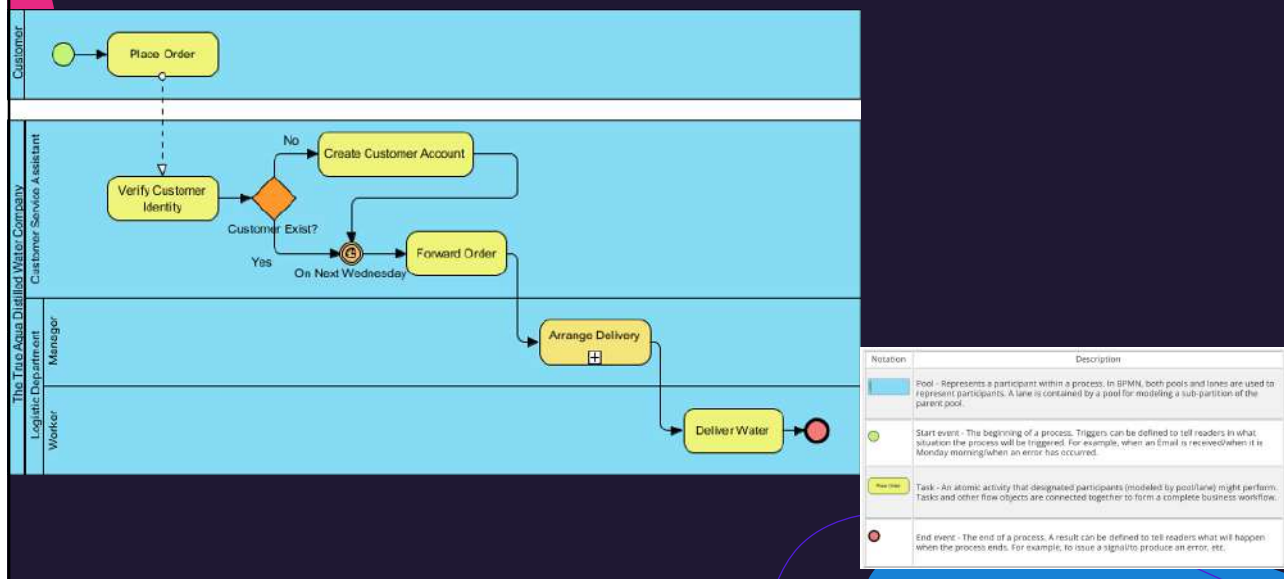 Customer
Place Order
The True Aqua Distilled Water Company
Customer Service Assistant
Verify Customer
Identity
No
Create Customer Account
Customer Exist?
Yes
On Next Wednesday
Forward Order
Logistic Department
Manager
Arrange Delivery
Worker
Deliver Water
Notation
Description
Pool - Represents a participant within a process. In BPMN, both pools and lanes are used to
represent participants. A lane is contained by a pool for modeling a sub-partition of the
parent pool.
Start event - The beginning of a process. Triggers can be defined to tell readers in what
situation the process will be triggered. For example, when an Email is received/when it is
Monday morning/when an error has occurred.
Place Order
Task - An atomic activity that designated participants (modeled by pool/lane) might perform.
Tasks and other flow objects are connected together to form a complete business workflow.
End event - The end of a process. A result can be defined to tell readers what will happen
when the process ends. For example, to issue a signal/to produce an error, etc.